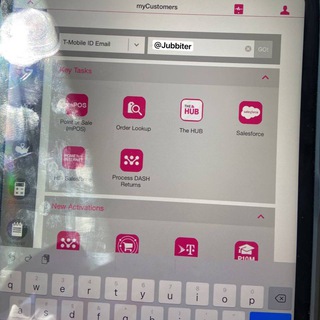 myCustomers
T-Mobile ID Email
@Jubbiter
GO!
Key Tasks
Point of Sale
(mPOS)
Order Lookup
THE HUB
The HUB
salesforce
Salesforce
Process DASH
Returns
New Activations
q w e r t y u i o p